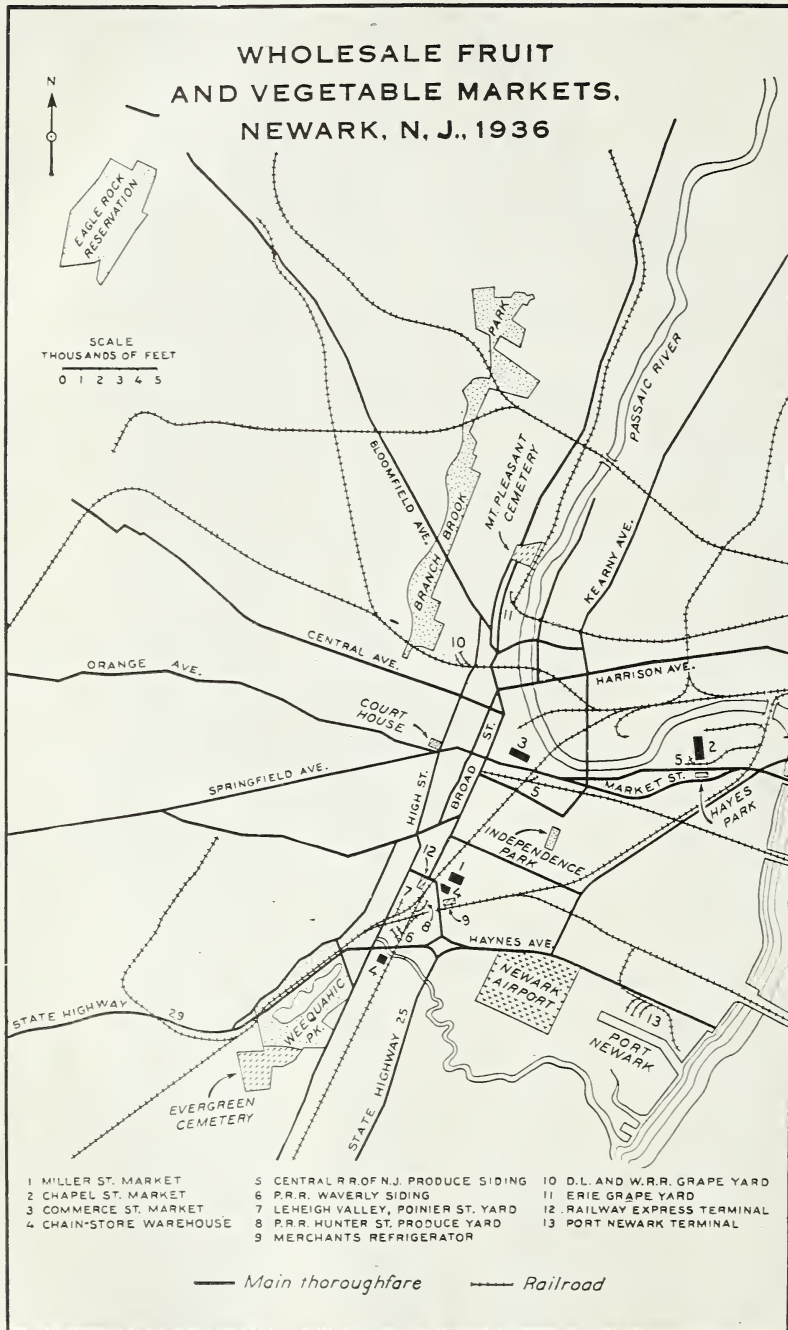 WHOLESALE FRUIT
AND VEGETABLE MARKETS,
NEWARK, N, J., 1936
N
EAGLE ROCK
RESERVATION
SCALE
THOUSANDS OF FEET
0 1 2 3 4 5
PARK
BRANCH BROOK
BLOOMFIELD AVE.
MT. PLEASANT
CEMETERY
PASSAIC RIVER
KEARNY AVE.
11
10
CENTRAL AVE.
ORANGE AVE.
HARRISON AVE.
COURT
HOUSE
SPRINGFIELD AVE.
HIGH ST.
BROAD ST.
3
2
5
5
MARKET ST.
HAYES
PARK
INDEPENDENCE
PARK
12
1
7
4
8
9
6
4
HAYNES AVE.
NEWARK
AIRPORT
13
PORT
NEWARK
STATE HIGHWAY 29
WEEQUAHIC
PK.
STATE HIGHWAY 25
EVERGREEN
CEMETERY
1 MILLER ST. MARKET
2 CHAPEL ST. MARKET
3 COMMERCE ST. MARKET
4 CHAIN-STORE WAREHOUSE
5 CENTRAL R.R. OF N.J. PRODUCE SIDING
6 P.R.R. WAVERLY SIDING
7 LEHEIGH VALLEY, POINIER ST. YARD
8 P.R.R. HUNTER ST. PRODUCE YARD
9 MERCHANTS REFRIGERATOR
10 D.L. AND W.R.R. GRAPE YARD
11 ERIE GRAPE YARD
12 RAILWAY EXPRESS TERMINAL
13 PORT NEWARK TERMINAL
Main thoroughfare
Railroad